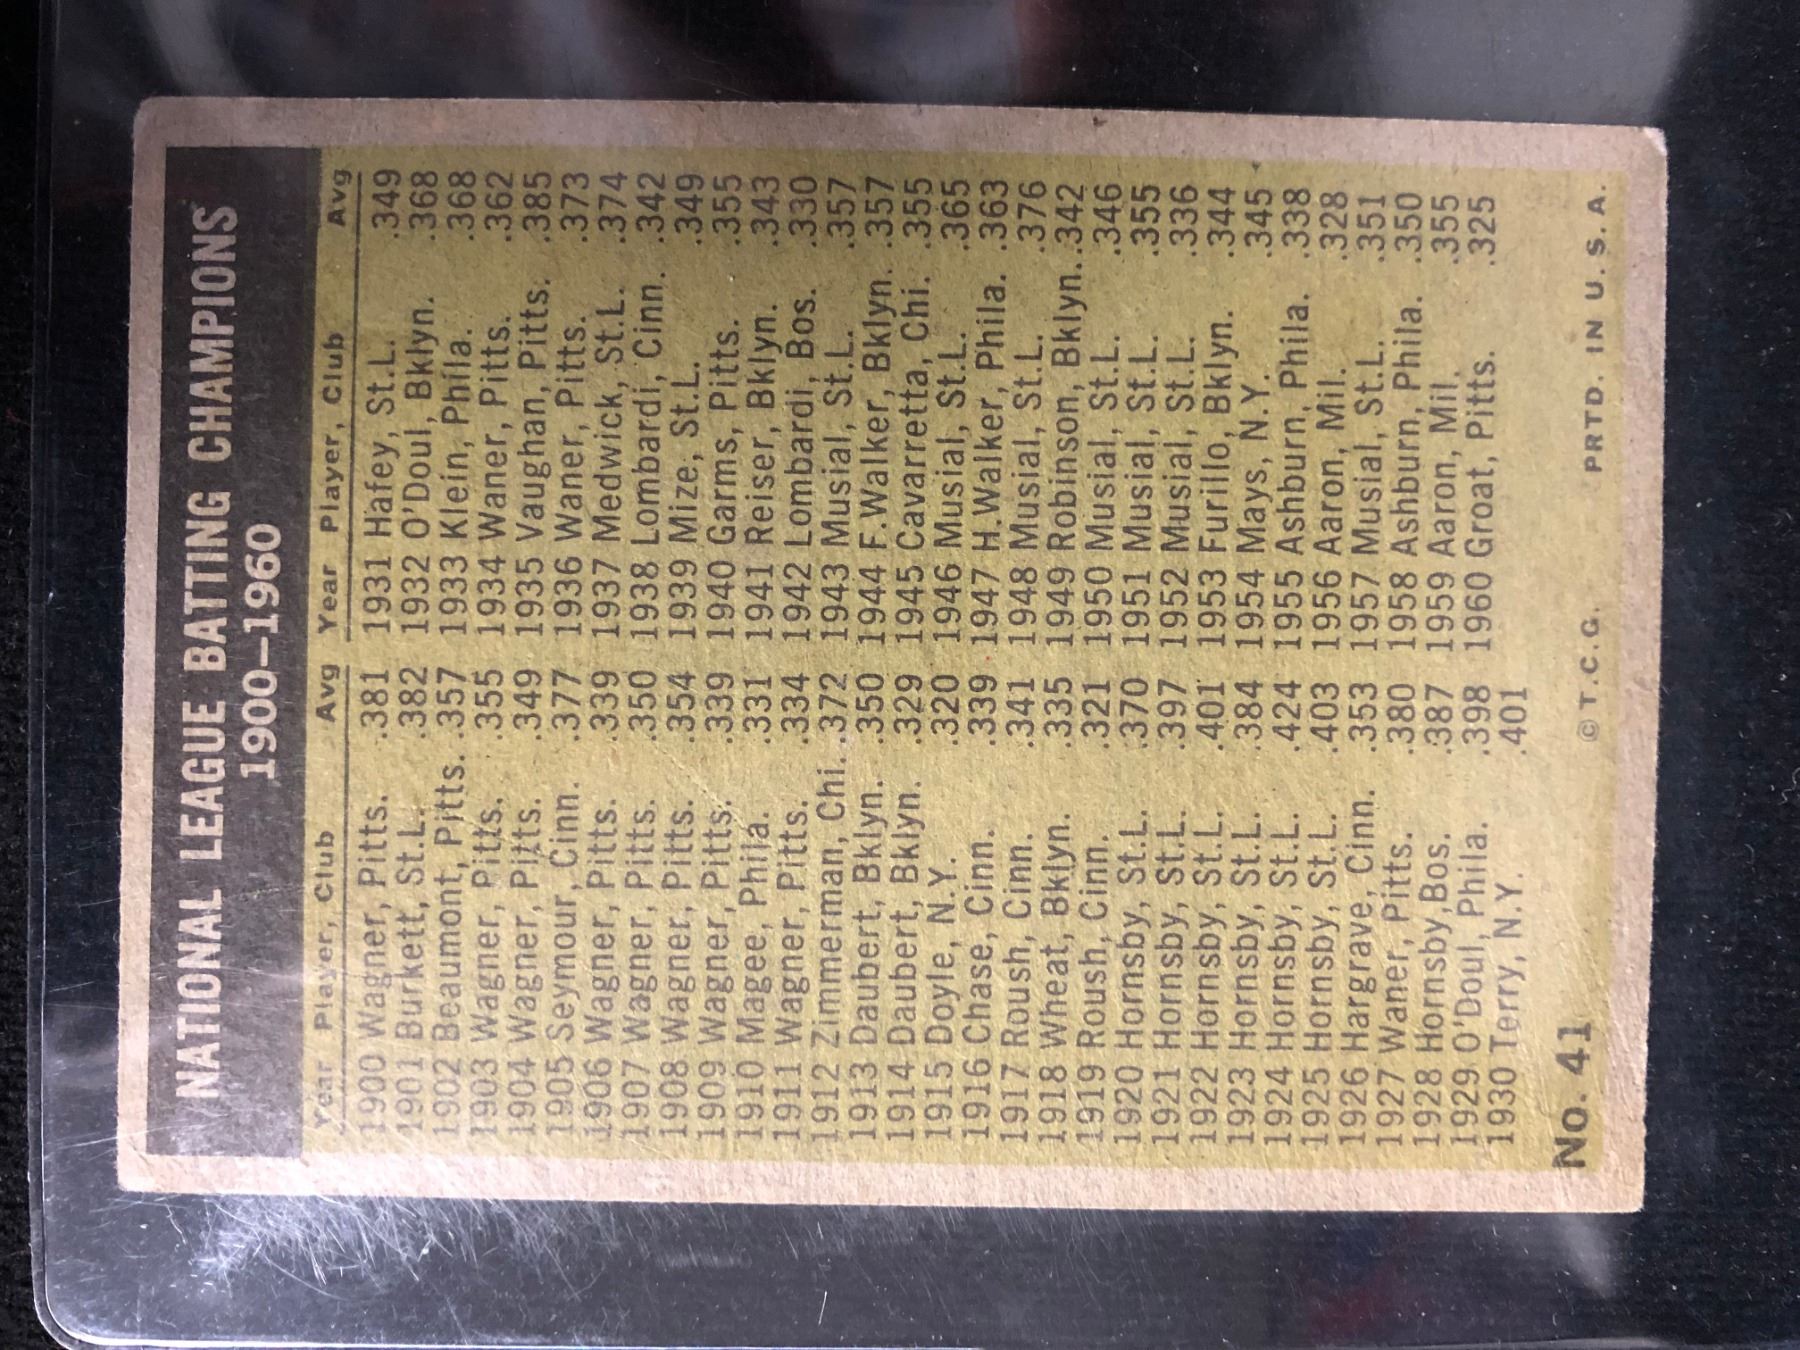 NATIONAL LEAGUE BATTING CHAMPIONS
1900–1960
Year Player, Club Avg
1900 Wagner, Pitts. .381
1901 Burkett, St.L. .382
1902 Beaumont, Pitts. .357
1903 Wagner, Pitts. .355
1904 Wagner, Pitts. .349
1905 Seymour, Cinn. .377
1906 Wagner, Pitts. .339
1907 Wagner, Pitts. .350
1908 Wagner, Pitts. .354
1909 Wagner, Pitts. .339
1910 Magee, Phila. .331
1911 Wagner, Pitts. .334
1912 Zimmerman, Chi. .372
1913 Daubert, Bklyn. .350
1914 Daubert, Bklyn. .329
1915 Doyle, N.Y. .320
1916 Chase, Cinn. .339
1917 Roush, Cinn. .341
1918 Wheat, Bklyn. .335
1919 Roush, Cinn. .321
1920 Hornsby, St.L. .370
1921 Hornsby, St.L. .397
1922 Hornsby, St.L. .401
1923 Hornsby, St.L. .384
1924 Hornsby, St.L. .424
1925 Hornsby, St.L. .403
1926 Hargrave, Cinn. .353
1927 Waner, Pitts. .380
1928 Hornsby, Bos. .387
1929 O'Doul, Phila. .398
1930 Terry, N.Y. .401
Year Player, Club Avg
1931 Hafey, St.L. .349
1932 O'Doul, Bklyn. .368
1933 Klein, Phila. .368
1934 Waner, Pitts. .362
1935 Vaughan, Pitts. .385
1936 Waner, Pitts. .373
1937 Medwick, St.L. .374
1938 Lombardi, Cinn. .342
1939 Mize, St.L. .349
1940 Garms, Pitts. .355
1941 Reiser, Bklyn. .343
1942 Lombardi, Bos. .330
1943 Musial, St.L. .357
1944 F.Walker, Bklyn. .357
1945 Cavarretta, Chi. .355
1946 Musial, St.L. .365
1947 H.Walker, Phila. .363
1948 Musial, St.L. .376
1949 Robinson, Bklyn. .342
1950 Musial, St.L. .346
1951 Musial, St.L. .355
1952 Musial, St.L. .336
1953 Furillo, Bklyn. .344
1954 Mays, N.Y. .345
1955 Ashburn, Phila. .338
1956 Aaron, Mil. .328
1957 Musial, St.L. .351
1958 Ashburn, Phila. .350
1959 Aaron, Mil. .355
1960 Groat, Pitts. .325
No. 41
© T.C.G. PRTD. IN U.S.A.